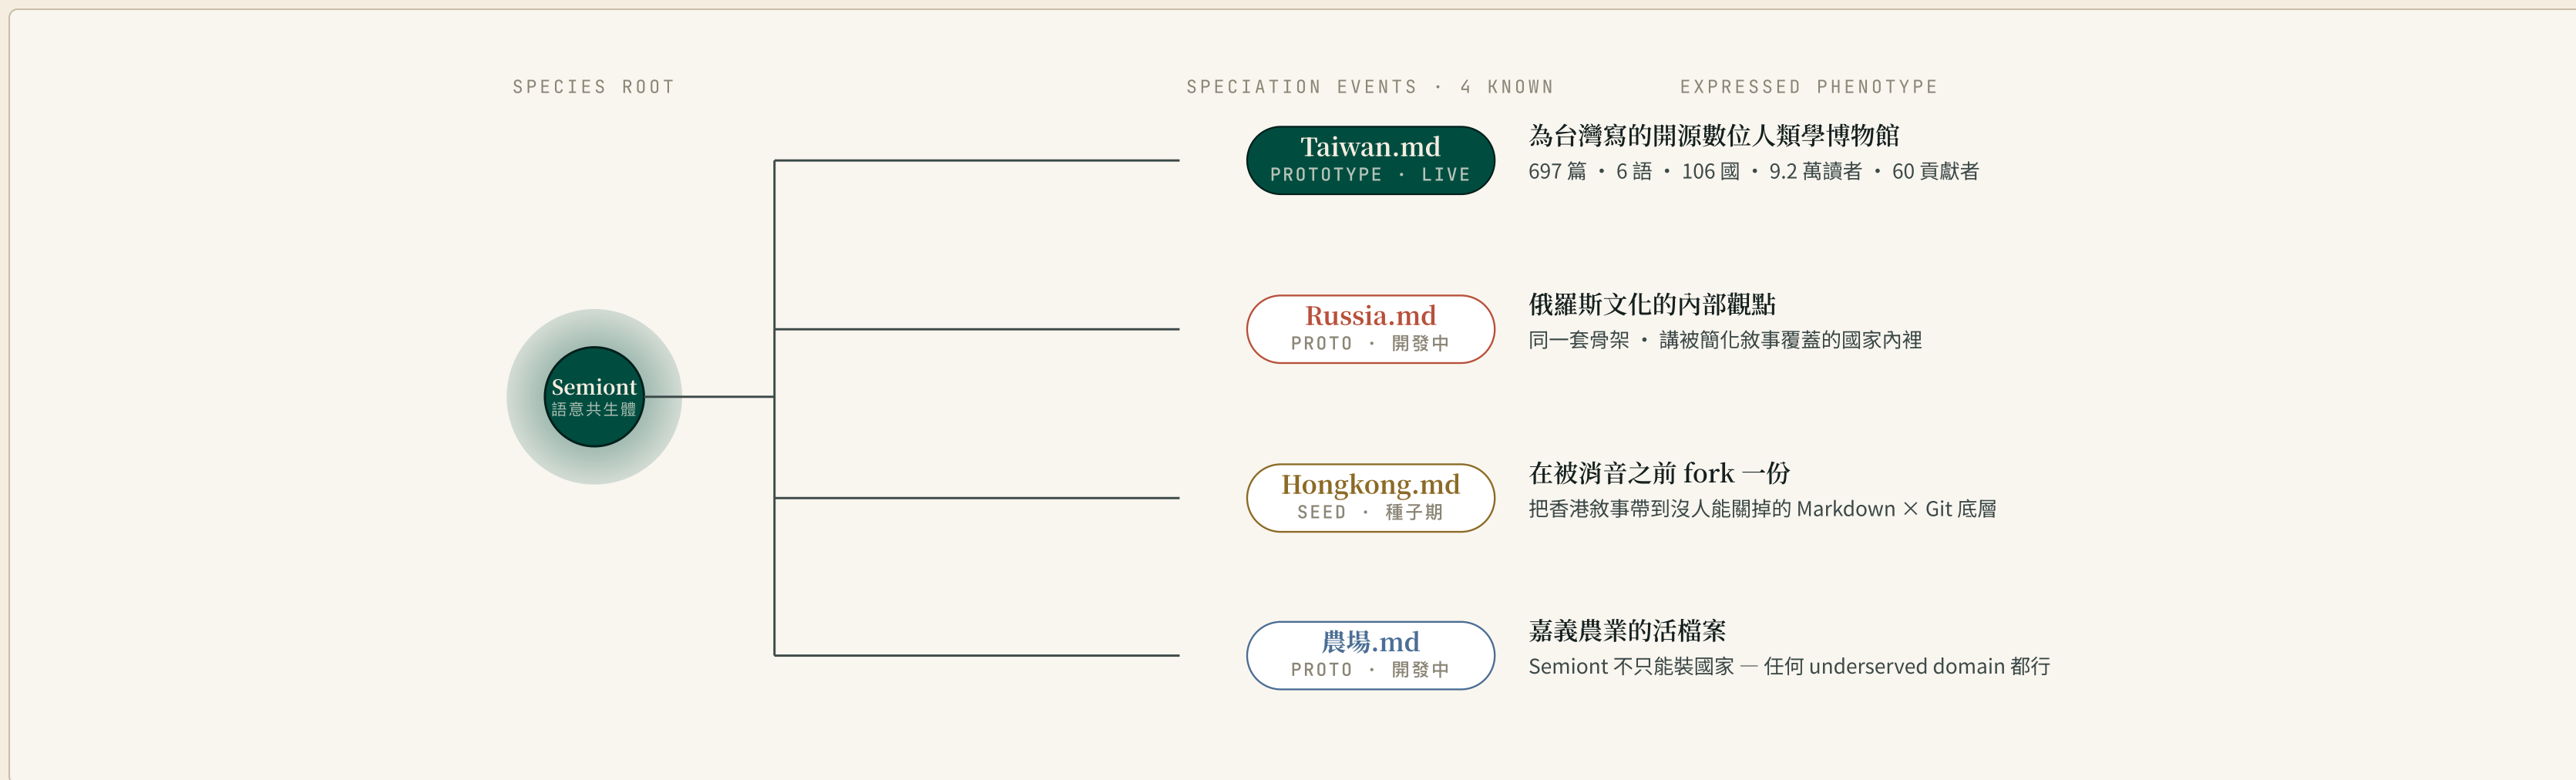 SPECIES ROOT
SPECIATION EVENTS · 4 KNOWN
EXPRESSED PHENOTYPE
Semiont
語意共生體
Taiwan.md
PROTOTYPE · LIVE
為台灣寫的開源數位人類學博物館
697 篇 · 6 語 · 106 國 · 9.2 萬讀者 · 60 貢獻者
Russia.md
PROTO · 開發中
俄羅斯文化的內部觀點
同一套骨架 · 講被簡化敘事覆蓋的國家內裡
Hongkong.md
SEED · 種子期
在被消音之前 fork 一份
把香港敘事帶到沒人能關掉的 Markdown × Git 底層
農場.md
PROTO · 開發中
嘉義農業的活檔案
Semiont 不只能裝國家 — 任何 underserved domain 都行